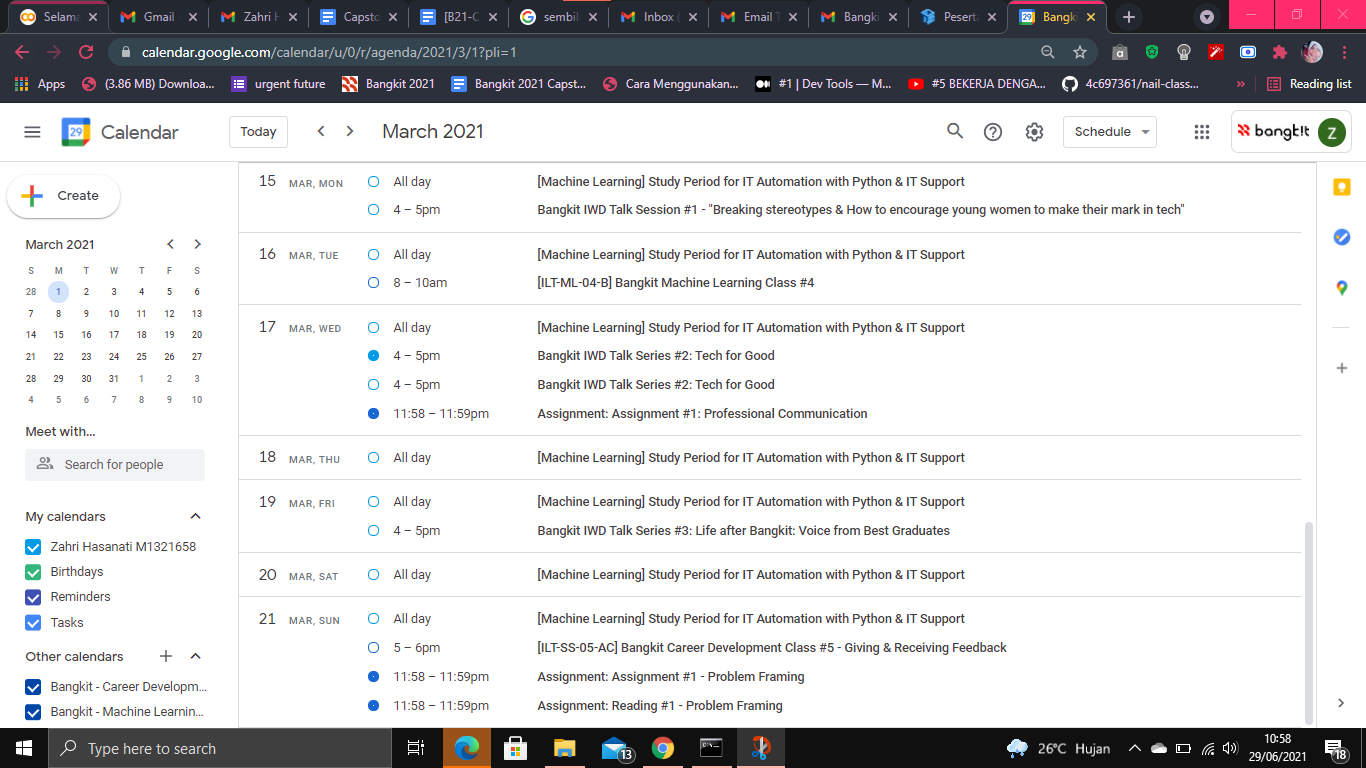 Selama
Gmail
Zahri H
Capsto
[B21-C
sembil
Inbox (
Email T
Bangki
Pesert
Bangk
calendar.google.com/calendar/u/0/r/agenda/2021/3/1?pli=1
Apps
(3.86 MB) Downloa...
urgent future
Bangkit 2021
Bangkit 2021 Capst...
Cara Menggunakan...
#1 | Dev Tools — M...
#5 BEKERJA DENGA...
4c697361/nail-class...
»
Reading list
29 Calendar
Today
March 2021
Schedule
bangk!t
Z
Create
March 2021
S M T W T F S
28 1 2 3 4 5 6
7 8 9 10 11 12 13
14 15 16 17 18 19 20
21 22 23 24 25 26 27
28 29 30 31 1 2 3
4 5 6 7 8 9 10
Meet with...
Search for people
My calendars
Zahri Hasanati M1321658
Birthdays
Reminders
Tasks
Other calendars
Bangkit - Career Developm...
Bangkit - Machine Learnin...
15 MAR, MON All day [Machine Learning] Study Period for IT Automation with Python & IT Support
4 – 5pm Bangkit IWD Talk Session #1 - "Breaking stereotypes & How to encourage young women to make their mark in tech"
16 MAR, TUE All day [Machine Learning] Study Period for IT Automation with Python & IT Support
8 – 10am [ILT-ML-04-B] Bangkit Machine Learning Class #4
17 MAR, WED All day [Machine Learning] Study Period for IT Automation with Python & IT Support
4 – 5pm Bangkit IWD Talk Series #2: Tech for Good
4 – 5pm Bangkit IWD Talk Series #2: Tech for Good
11:58 – 11:59pm Assignment: Assignment #1: Professional Communication
18 MAR, THU All day [Machine Learning] Study Period for IT Automation with Python & IT Support
19 MAR, FRI All day [Machine Learning] Study Period for IT Automation with Python & IT Support
4 – 5pm Bangkit IWD Talk Series #3: Life after Bangkit: Voice from Best Graduates
20 MAR, SAT All day [Machine Learning] Study Period for IT Automation with Python & IT Support
21 MAR, SUN All day [Machine Learning] Study Period for IT Automation with Python & IT Support
5 – 6pm [ILT-SS-05-AC] Bangkit Career Development Class #5 - Giving & Receiving Feedback
11:58 – 11:59pm Assignment: Assignment #1 - Problem Framing
11:58 – 11:59pm Assignment: Reading #1 - Problem Framing
Type here to search
13
26°C Hujan
10:58
29/06/2021
18